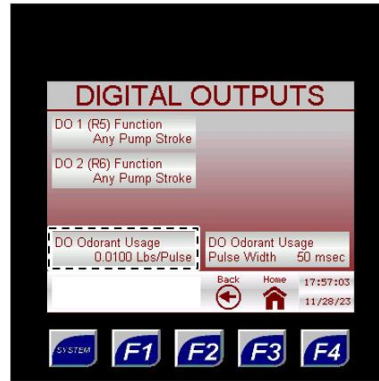 DIGITAL OUTPUTS
DO 1 (R5) Function
Any Pump Stroke
DO 2 (R6) Function
Any Pump Stroke
DO Odorant Usage
0.0100 Lbs/Pulse
DO Odorant Usage
Pulse Width 50 msec
Back Home 17:57:03
11/28/23
SYSTEM F1 F2 F3 F4